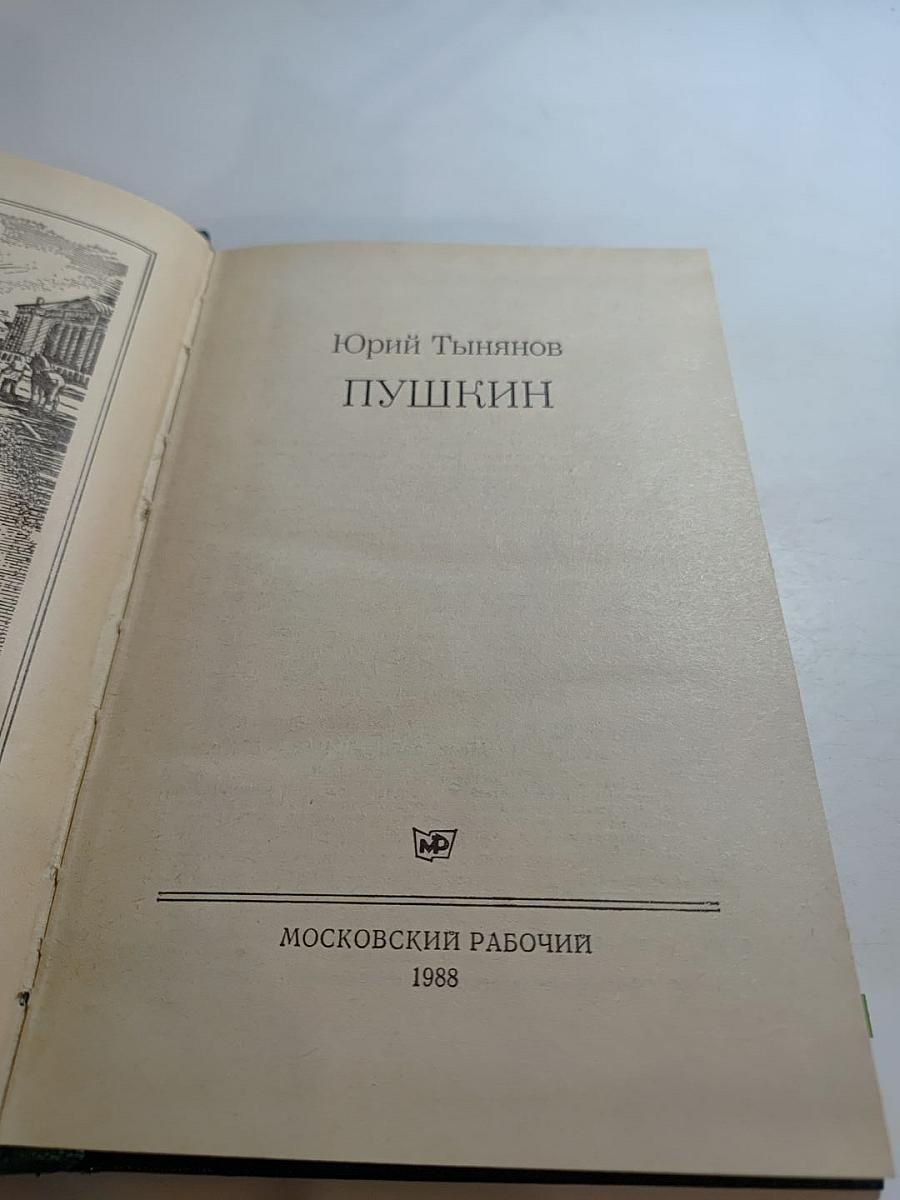 Юрий Тынянов
ПУШКИН
МР
МОСКОВСКИЙ РАБОЧИЙ
1988